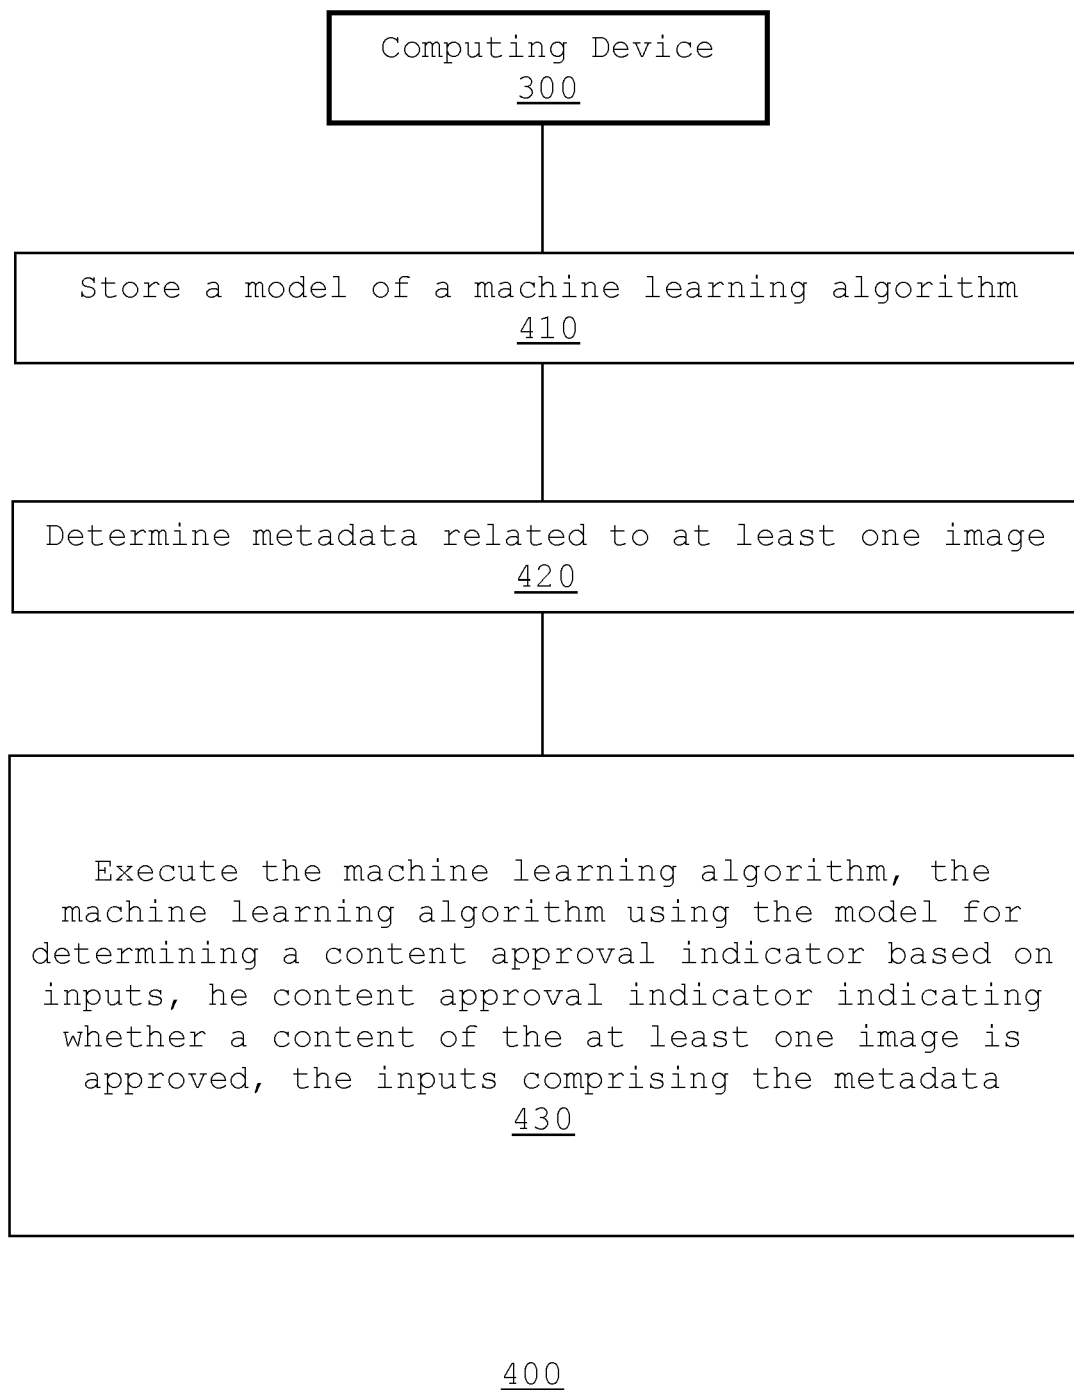 Computing Device
300
Store a model of a machine learning algorithm
410
Determine metadata related to at least one image
420
Execute the machine learning algorithm, the
machine learning algorithm using the model for
determining a content approval indicator based on
inputs, he content approval indicator indicating
whether a content of the at least one image is
approved, the inputs comprising the metadata
430
400